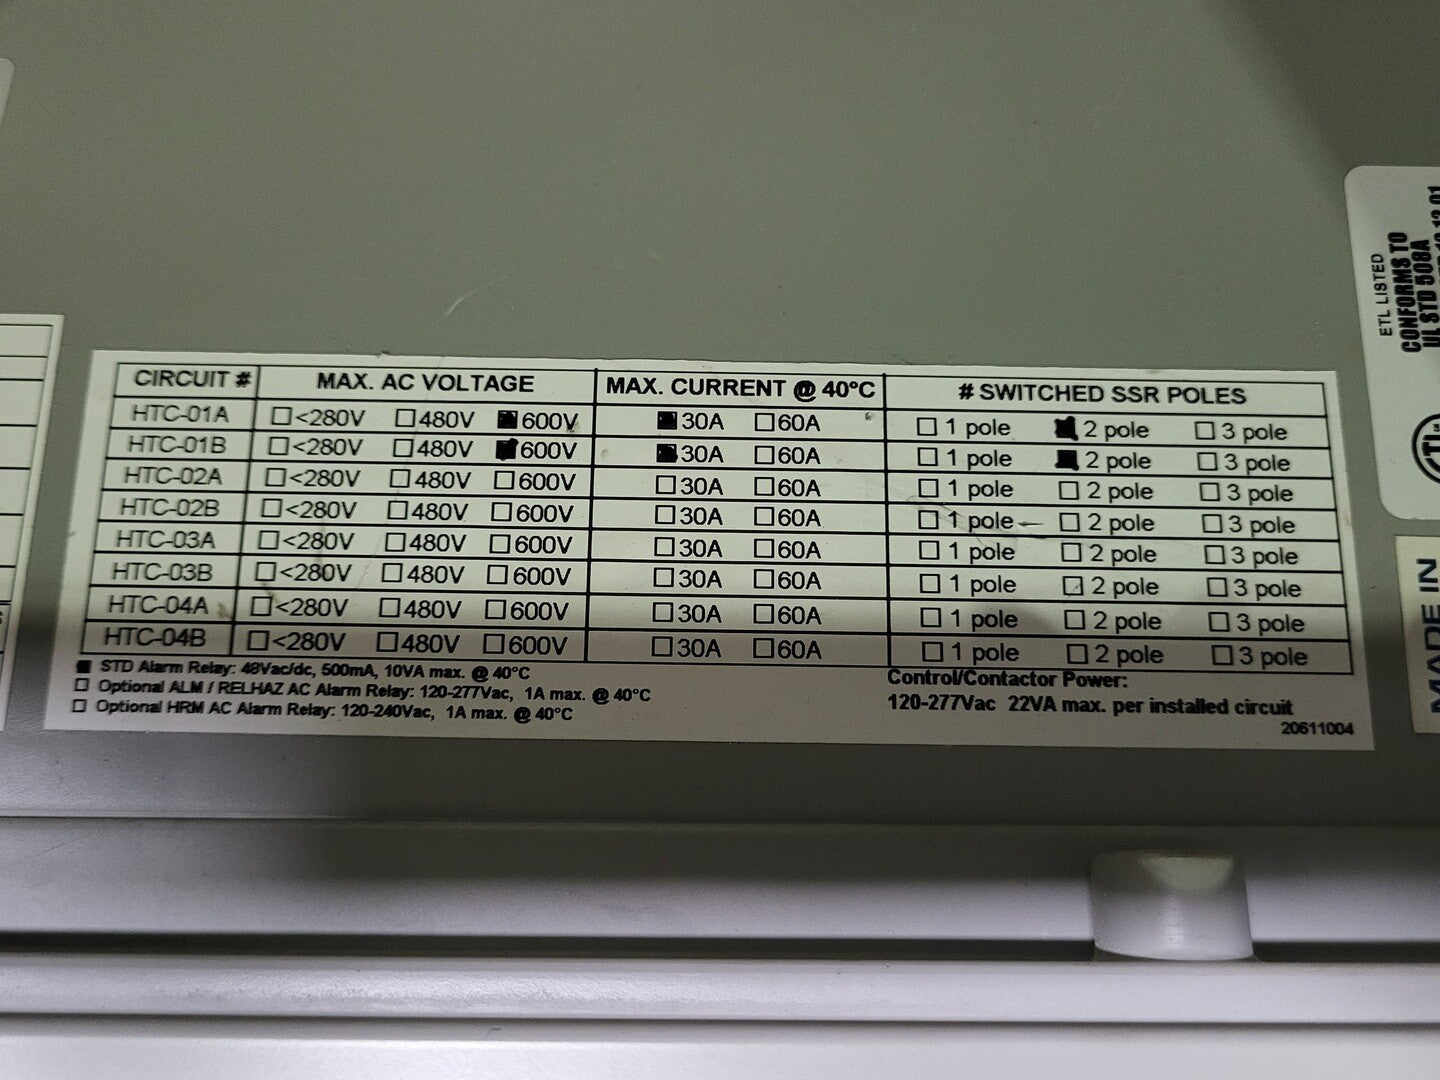 CIRCUIT # MAX. AC VOLTAGE MAX. CURRENT @ 40°C # SWITCHED SSR POLES
HTC-01A ☐<280V ☐480V ■600V ■30A ☐60A ☐ 1 pole ■ 2 pole ☐ 3 pole
HTC-01B ☐<280V ☐480V ■600V ■30A ☐60A ☐ 1 pole ■ 2 pole ☐ 3 pole
HTC-02A ☐<280V ☐480V ☐600V ☐30A ☐60A ☐ 1 pole ☐ 2 pole ☐ 3 pole
HTC-02B ☐<280V ☐480V ☐600V ☐30A ☐60A ☐ 1 pole ☐ 2 pole ☐ 3 pole
HTC-03A ☐<280V ☐480V ☐600V ☐30A ☐60A ☐ 1 pole ☐ 2 pole ☐ 3 pole
HTC-03B ☐<280V ☐480V ☐600V ☐30A ☐60A ☐ 1 pole ☐ 2 pole ☐ 3 pole
HTC-04A ☐<280V ☐480V ☐600V ☐30A ☐60A ☐ 1 pole ☐ 2 pole ☐ 3 pole
HTC-04B ☐<280V ☐480V ☐600V ☐30A ☐60A ☐ 1 pole ☐ 2 pole ☐ 3 pole
■ STD Alarm Relay: 48Vac/dc, 500mA, 10VA max. @ 40°C
☐ Optional ALM / RELHAZ AC Alarm Relay: 120-277Vac, 1A max. @ 40°C
☐ Optional HRM AC Alarm Relay: 120-240Vac, 1A max. @ 40°C
Control/Contactor Power:
120-277Vac 22VA max. per installed circuit
20611004
ETL LISTED
CONFORMS TO
UL STD 508A
MADE IN